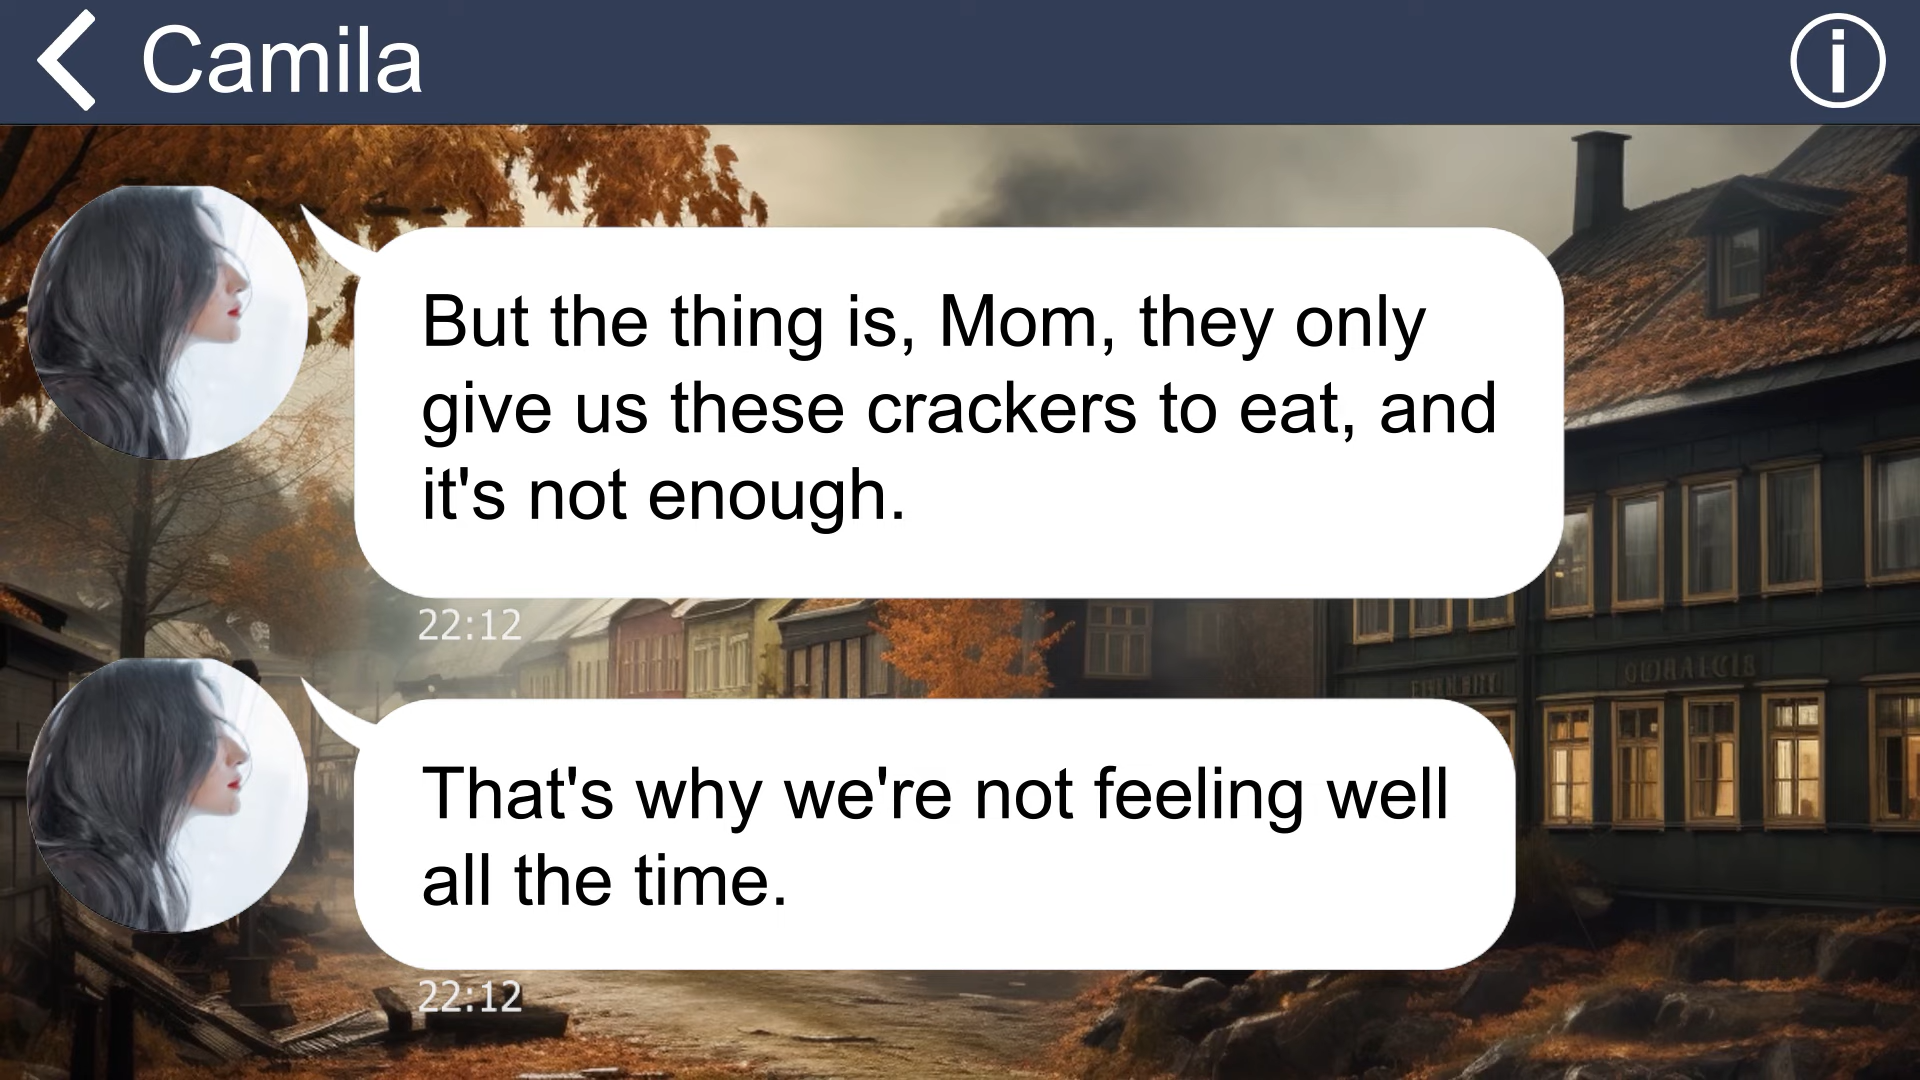 Camila
But the thing is, Mom, they only
give us these crackers to eat, and
it's not enough.
22:12
That's why we're not feeling well
all the time.
22:12